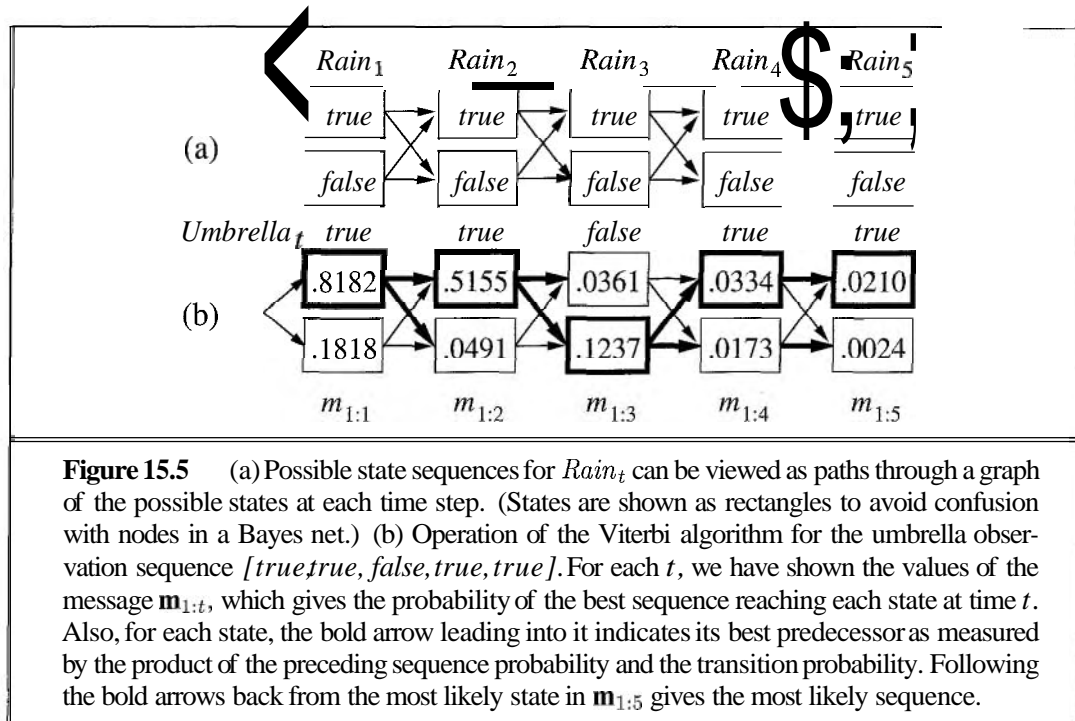 Rain1 Rain2 Rain3 Rain4 $; Rain5 ;
true true true true true
(a)
false false false false false
Umbrella t true true false true true
.8182 .5155 .0361 .0334 .0210
(b)
.1818 .0491 .1237 .0173 .0024
m1:1 m1:2 m1:3 m1:4 m1:5
Figure 15.5 (a) Possible state sequences for Raint can be viewed as paths through a graph
of the possible states at each time step. (States are shown as rectangles to avoid confusion
with nodes in a Bayes net.) (b) Operation of the Viterbi algorithm for the umbrella obser-
vation sequence [true,true, false, true, true]. For each t, we have shown the values of the
message m1:t, which gives the probability of the best sequence reaching each state at time t.
Also, for each state, the bold arrow leading into it indicates its best predecessor as measured
by the product of the preceding sequence probability and the transition probability. Following
the bold arrows back from the most likely state in m1:5 gives the most likely sequence.